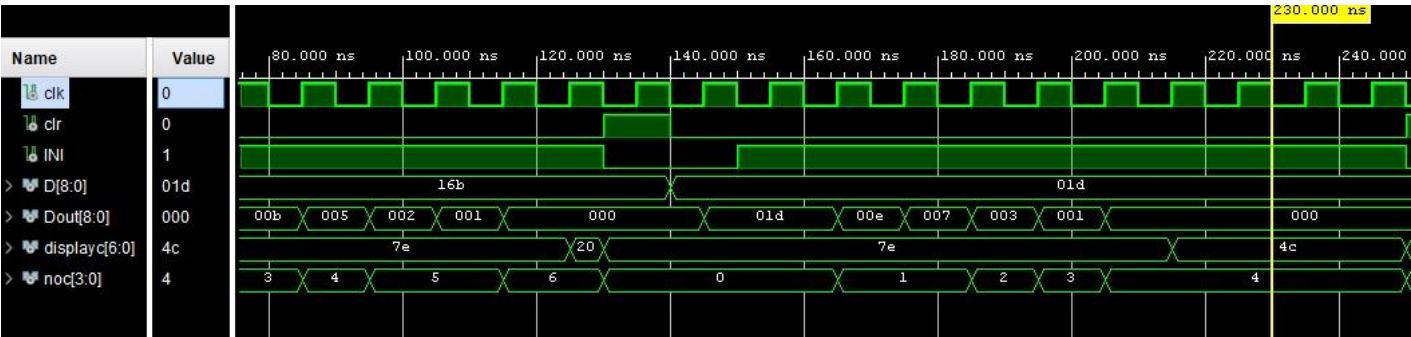 230.000 ns
Name Value 80.000 ns 100.000 ns 120.000 ns 140.000 ns 160.000 ns 180.000 ns 200.000 ns 220.000 ns 240.000
clk 0
clr 0
INI 1
D[8:0] 01d 16b 01d
Dout[8:0] 000 00b 005 002 001 000 01d 00e 007 003 001 000
displayc[6:0] 4c 7e 20 7e 4c
noc[3:0] 4 3 4 5 6 0 1 2 3 4